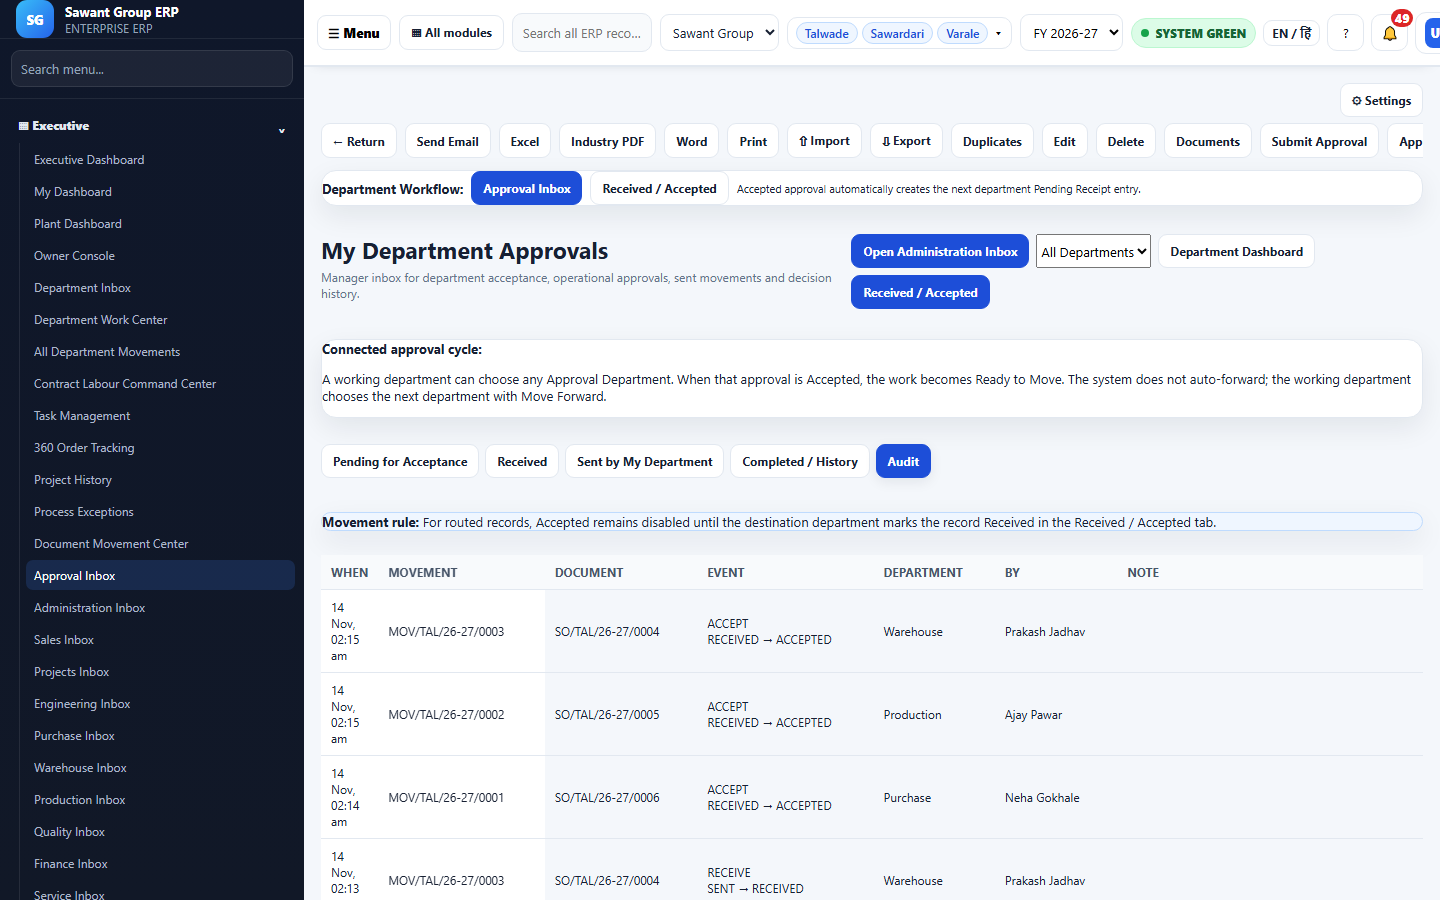 SG
Sawant Group ERP
ENTERPRISE ERP
Search menu...
Executive
Executive Dashboard
My Dashboard
Plant Dashboard
Owner Console
Department Inbox
Department Work Center
All Department Movements
Contract Labour Command Center
Task Management
360 Order Tracking
Project History
Process Exceptions
Document Movement Center
Approval Inbox
Administration Inbox
Sales Inbox
Projects Inbox
Engineering Inbox
Purchase Inbox
Warehouse Inbox
Production Inbox
Quality Inbox
Finance Inbox
Service Inbox
☰ Menu
All modules
Search all ERP reco...
Sawant Group
Talwade Sawardari Varale
FY 2026-27
SYSTEM GREEN
EN / हिं
?
49
U
⚙ Settings
← Return
Send Email
Excel
Industry PDF
Word
Print
⇧ Import
⇩ Export
Duplicates
Edit
Delete
Documents
Submit Approval
App
Department Workflow: Approval Inbox Received / Accepted Accepted approval automatically creates the next department Pending Receipt entry.
My Department Approvals
Manager inbox for department acceptance, operational approvals, sent movements and decision
history.
Open Administration Inbox All Departments Department Dashboard
Received / Accepted
Connected approval cycle:
A working department can choose any Approval Department. When that approval is Accepted, the work becomes Ready to Move. The system does not auto-forward; the working department
chooses the next department with Move Forward.
Pending for Acceptance Received Sent by My Department Completed / History Audit
Movement rule: For routed records, Accepted remains disabled until the destination department marks the record Received in the Received / Accepted tab.
WHEN MOVEMENT DOCUMENT EVENT DEPARTMENT BY NOTE
14
Nov,
02:15
am
MOV/TAL/26-27/0003
SO/TAL/26-27/0004
ACCEPT
RECEIVED → ACCEPTED
Warehouse
Prakash Jadhav
14
Nov,
02:15
am
MOV/TAL/26-27/0002
SO/TAL/26-27/0005
ACCEPT
RECEIVED → ACCEPTED
Production
Ajay Pawar
14
Nov,
02:14
am
MOV/TAL/26-27/0001
SO/TAL/26-27/0006
ACCEPT
RECEIVED → ACCEPTED
Purchase
Neha Gokhale
14
Nov,
02:13
MOV/TAL/26-27/0003
SO/TAL/26-27/0004
RECEIVE
SENT → RECEIVED
Warehouse
Prakash Jadhav